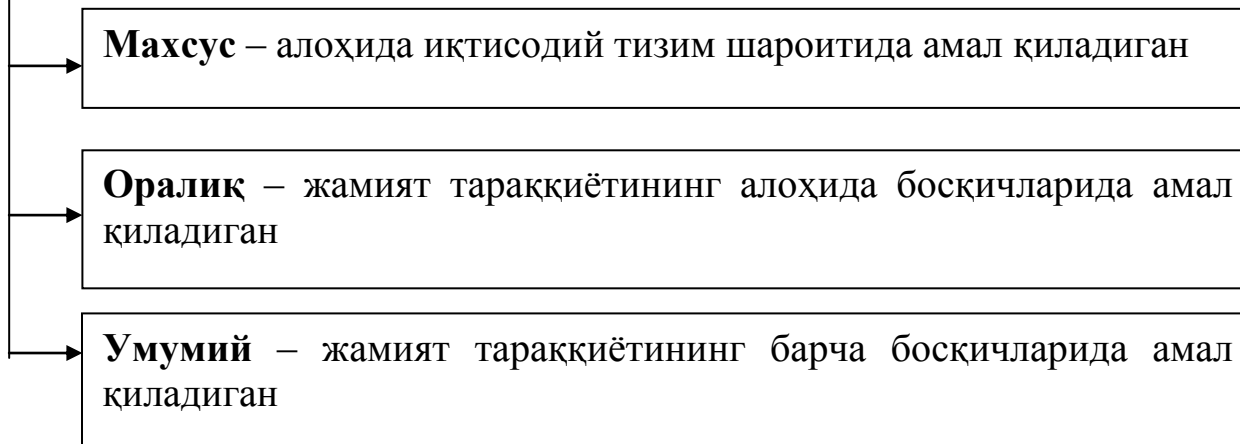 Махсус – алоҳида иқтисодий тизим шароитида амал қиладиган
Оралиқ – жамият тараққиётининг алоҳида босқичларида амал
қиладиган
Умумий – жамият тараққиётининг барча босқичларида амал
қиладиган